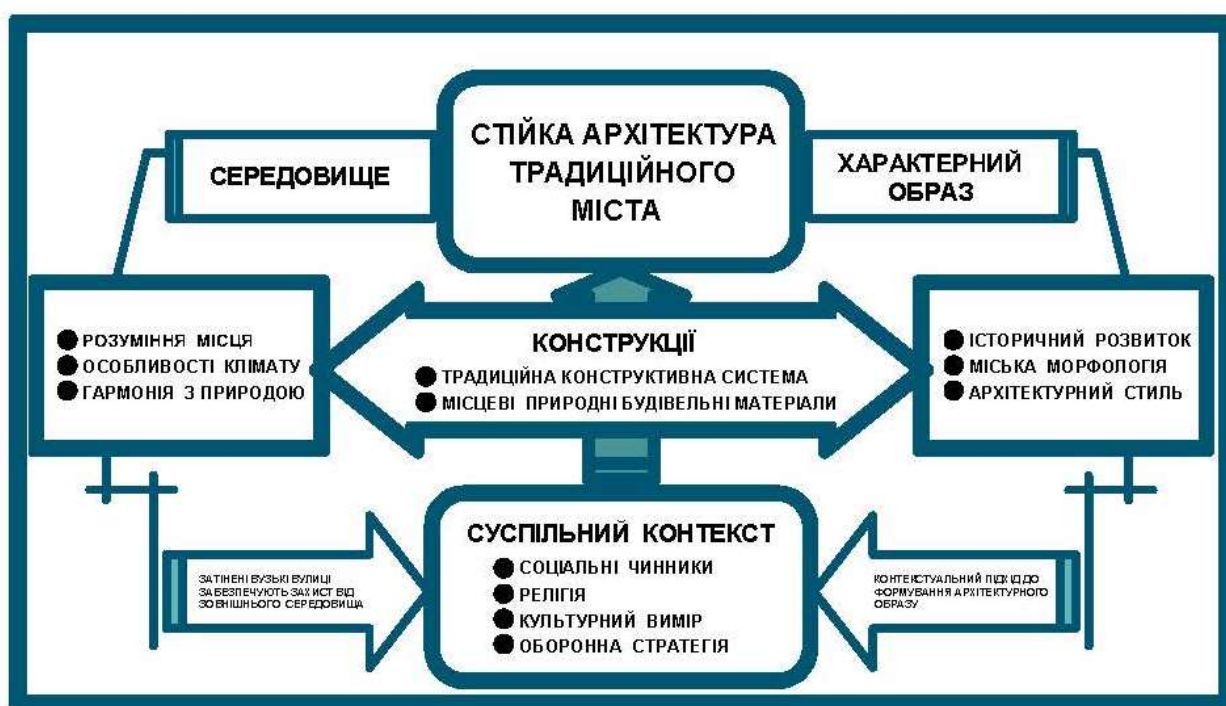 СТІЙКА АРХІТЕКТУРА
ТРАДИЦІЙНОГО
МІСТА
СЕРЕДОВИЩЕ
ХАРАКТЕРНИЙ
ОБРАЗ
РОЗУМІННЯ МІСЦЯ
ОСОБЛИВОСТІ КЛІМАТУ
ГАРМОНІЯ З ПРИРОДОЮ
КОНСТРУКЦІЇ
ТРАДИЦІЙНА КОНСТРУКТИВНА СИСТЕМА
МІСЦЕВІ ПРИРОДНІ БУДІВЕЛЬНІ МАТЕРІАЛИ
ІСТОРИЧНИЙ РОЗВИТОК
МІСЬКА МОРФОЛОГІЯ
АРХІТЕКТУРНИЙ СТИЛЬ
ЗАТІНЕНІ ВУЗЬКІ ВУЛИЦІ
ЗАБЕЗПЕЧУЮТЬ ЗАХИСТ ВІД
ЗОВНІШНЬОГО СЕРЕДОВИЩА
СУСПІЛЬНИЙ КОНТЕКСТ
СОЦІАЛЬНІ ЧИННИКИ
РЕЛІГІЯ
КУЛЬТУРНИЙ ВИМІР
ОБОРОННА СТРАТЕГІЯ
КОНТЕКСТУАЛЬНИЙ ПІДХІД ДО
ФОРМУВАННЯ АРХІТЕКТУРНОГО
ОБРАЗУ